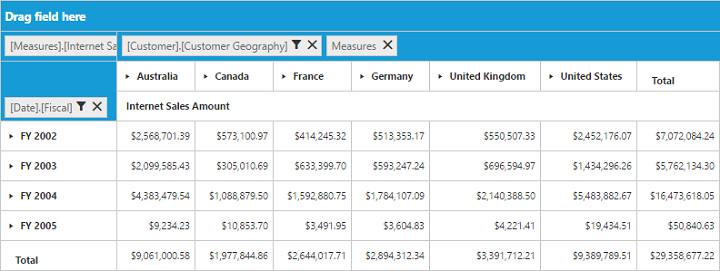 Drag field here
[Measures].[Internet Sa [Customer].[Customer Geography] Measures
Australia Canada France Germany United Kingdom United States Total
[Date].[Fiscal] Internet Sales Amount
FY 2002 $2,568,701.39 $573,100.97 $414,245.32 $513,353.17 $550,507.33 $2,452,176.07 $7,072,084.24
FY 2003 $2,099,585.43 $305,010.69 $633,399.70 $593,247.24 $696,594.97 $1,434,296.26 $5,762,134.30
FY 2004 $4,383,479.54 $1,088,879.50 $1,592,880.75 $1,784,107.09 $2,140,388.50 $5,483,882.67 $16,473,618.05
FY 2005 $9,234.23 $10,853.70 $3,491.95 $3,604.83 $4,221.41 $19,434.51 $50,840.63
Total $9,061,000.58 $1,977,844.86 $2,644,017.71 $2,894,312.34 $3,391,712.21 $9,389,789.51 $29,358,677.22